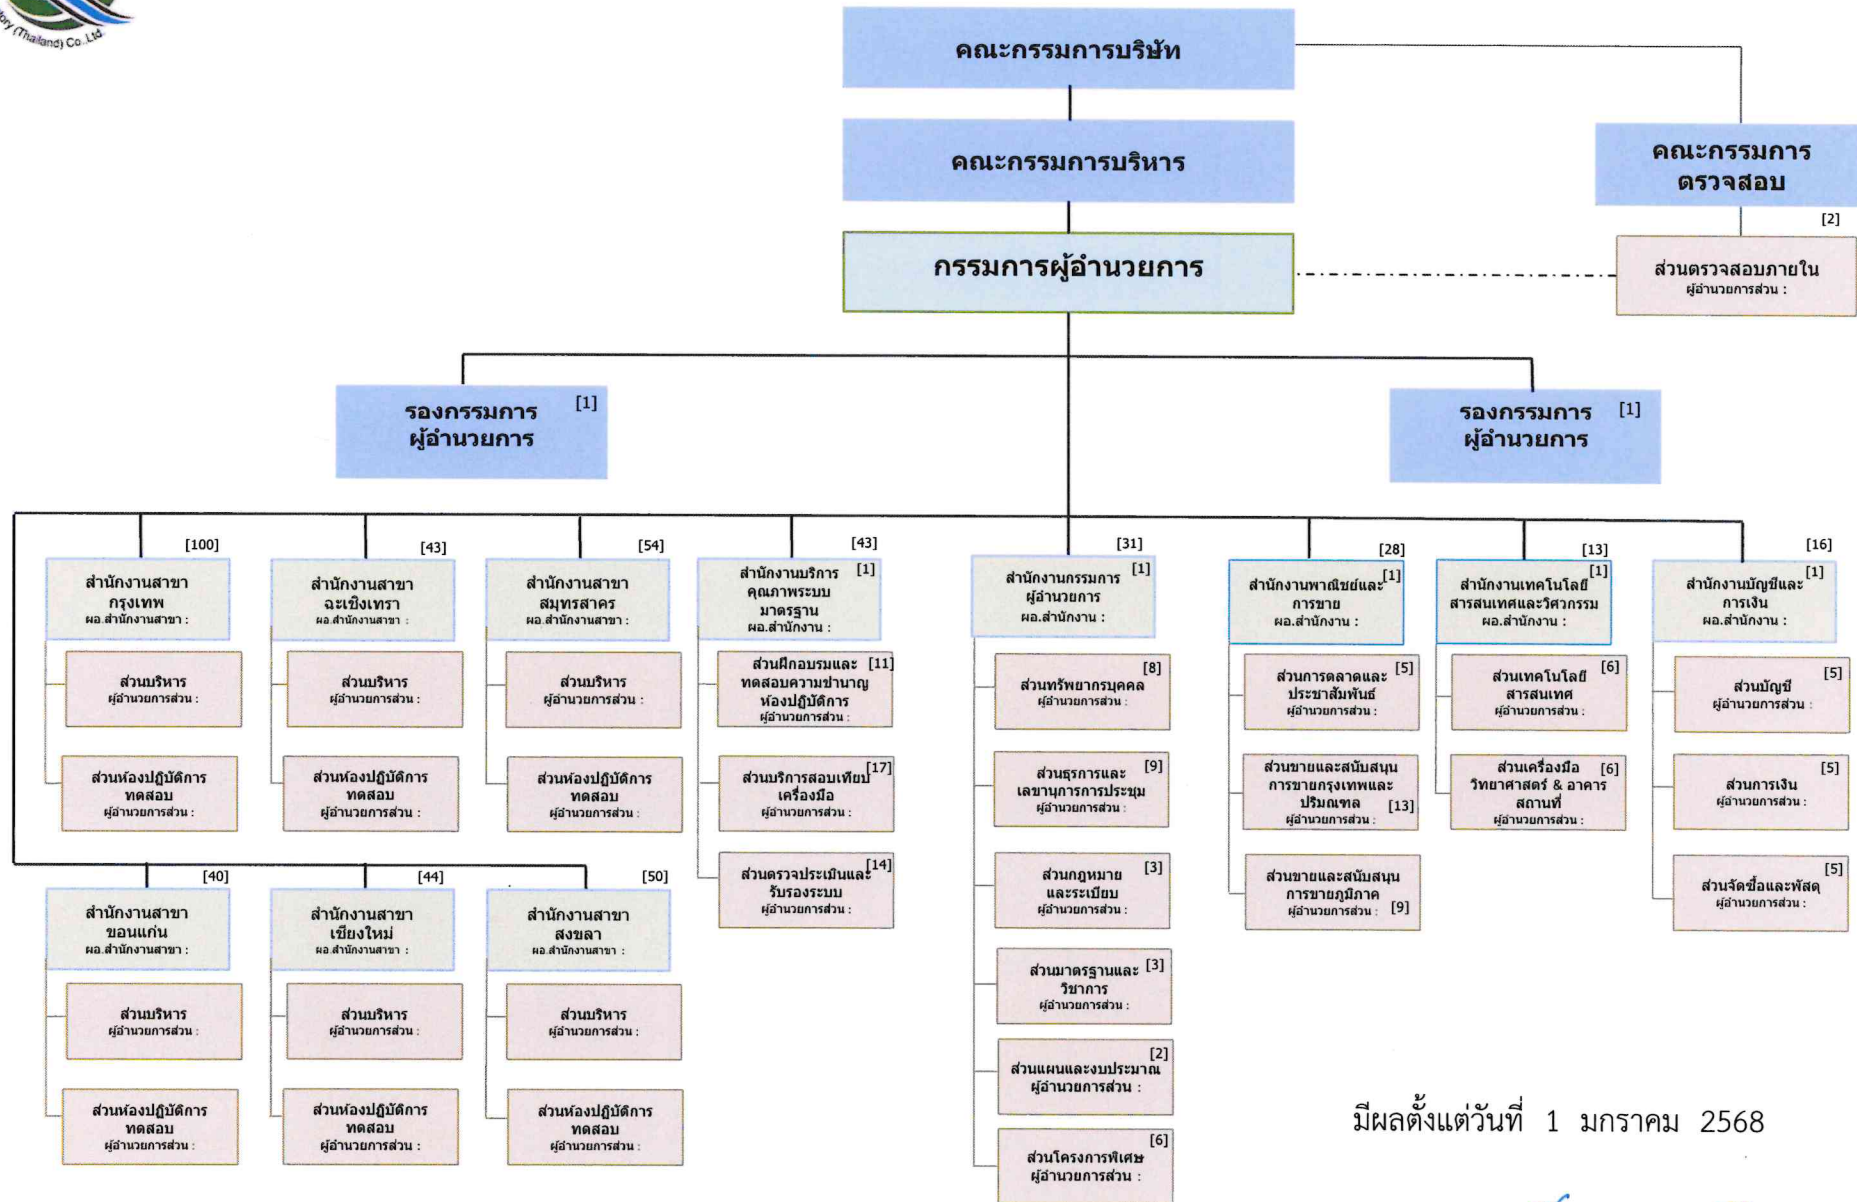 ory (Thailand) Co.,Ltd.
คณะกรรมการบริษัท
คณะกรรมการบริหาร
คณะกรรมการ
ตรวจสอบ
[2]
กรรมการผู้อำนวยการ
ส่วนตรวจสอบภายใน
ผู้อำนวยการส่วน :
รองกรรมการ [1]
ผู้อำนวยการ
รองกรรมการ [1]
ผู้อำนวยการ
[100]
สำนักงานสาขา
กรุงเทพ
ผอ.สำนักงานสาขา :
ส่วนบริหาร
ผู้อำนวยการส่วน :
ส่วนห้องปฏิบัติการ
ทดสอบ
ผู้อำนวยการส่วน :
[43]
สำนักงานสาขา
ฉะเชิงเทรา
ผอ.สำนักงานสาขา :
ส่วนบริหาร
ผู้อำนวยการส่วน :
ส่วนห้องปฏิบัติการ
ทดสอบ
ผู้อำนวยการส่วน :
[54]
สำนักงานสาขา
สมุทรสาคร
ผอ.สำนักงานสาขา :
ส่วนบริหาร
ผู้อำนวยการส่วน :
ส่วนห้องปฏิบัติการ
ทดสอบ
ผู้อำนวยการส่วน :
[43]
สำนักงานบริการ [1]
คุณภาพระบบ
มาตรฐาน
ผอ.สำนักงาน :
ส่วนฝึกอบรมและ [11]
ทดสอบความชำนาญ
ห้องปฏิบัติการ
ผู้อำนวยการส่วน :
ส่วนบริการสอบเทียบ [17]
เครื่องมือ
ผู้อำนวยการส่วน :
ส่วนตรวจประเมินและ [14]
รับรองระบบ
ผู้อำนวยการส่วน :
[31]
สำนักงานกรรมการ [1]
ผู้อำนวยการ
ผอ.สำนักงาน :
[8]
ส่วนทรัพยากรบุคคล
ผู้อำนวยการส่วน :
ส่วนธุรการและ [9]
เลขานุการการประชุม
ผู้อำนวยการส่วน :
ส่วนกฎหมาย [3]
และระเบียบ
ผู้อำนวยการส่วน :
ส่วนมาตรฐานและ [3]
วิชาการ
ผู้อำนวยการส่วน :
[2]
ส่วนแผนและงบประมาณ
ผู้อำนวยการส่วน :
[6]
ส่วนโครงการพิเศษ
ผู้อำนวยการส่วน :
[28]
สำนักงานพาณิชย์และ [1]
การขาย
ผอ.สำนักงาน :
ส่วนการตลาดและ [5]
ประชาสัมพันธ์
ผู้อำนวยการส่วน :
ส่วนขายและสนับสนุน
การขายกรุงเทพและ
ปริมณฑล [13]
ผู้อำนวยการส่วน :
ส่วนขายและสนับสนุน
การขายภูมิภาค
ผู้อำนวยการส่วน : [9]
[13]
สำนักงานเทคโนโลยี [1]
สารสนเทศและวิศวกรรม
ผอ.สำนักงาน :
ส่วนเทคโนโลยี [6]
สารสนเทศ
ผู้อำนวยการส่วน :
ส่วนเครื่องมือ [6]
วิทยาศาสตร์ & อาคาร
สถานที่
ผู้อำนวยการส่วน :
[16]
สำนักงานบัญชีและ [1]
การเงิน
ผอ.สำนักงาน :
ส่วนบัญชี [5]
ผู้อำนวยการส่วน :
ส่วนการเงิน [5]
ผู้อำนวยการส่วน :
[5]
ส่วนจัดซื้อและพัสดุ
ผู้อำนวยการส่วน :
[40]
สำนักงานสาขา
ขอนแก่น
ผอ.สำนักงานสาขา :
ส่วนบริหาร
ผู้อำนวยการส่วน :
ส่วนห้องปฏิบัติการ
ทดสอบ
ผู้อำนวยการส่วน :
[44]
สำนักงานสาขา
เชียงใหม่
ผอ.สำนักงานสาขา :
ส่วนบริหาร
ผู้อำนวยการส่วน :
ส่วนห้องปฏิบัติการ
ทดสอบ
ผู้อำนวยการส่วน :
[50]
สำนักงานสาขา
สงขลา
ผอ.สำนักงานสาขา :
ส่วนบริหาร
ผู้อำนวยการส่วน :
ส่วนห้องปฏิบัติการ
ทดสอบ
ผู้อำนวยการส่วน :
มีผลตั้งแต่วันที่ 1 มกราคม 2568